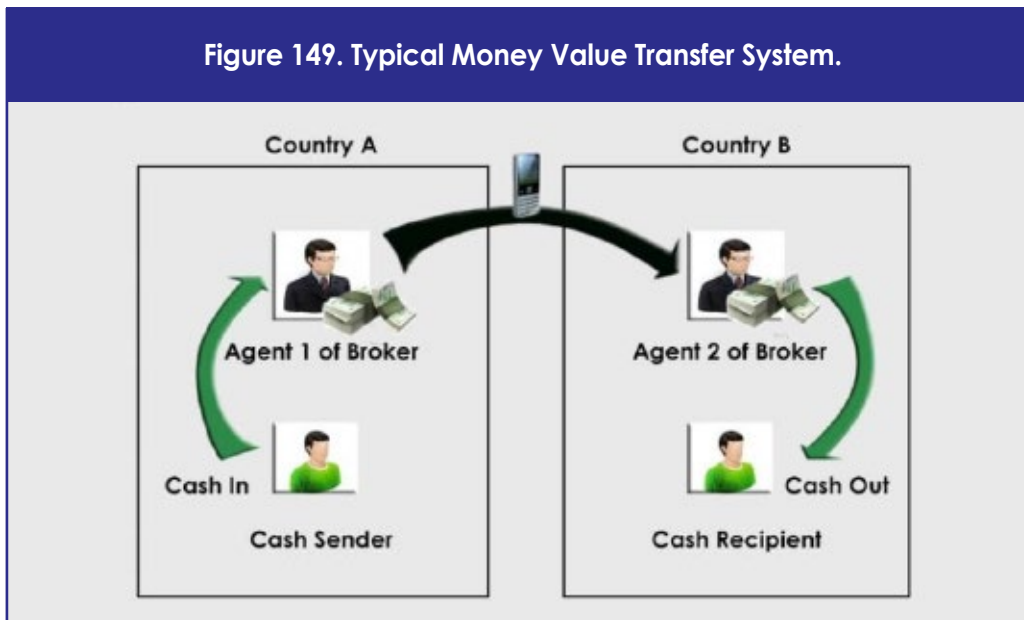 Figure 149. Typical Money Value Transfer System.
Country A
Country B
Agent 1 of Broker
Agent 2 of Broker
Cash In
Cash Out
Cash Sender
Cash Recipient